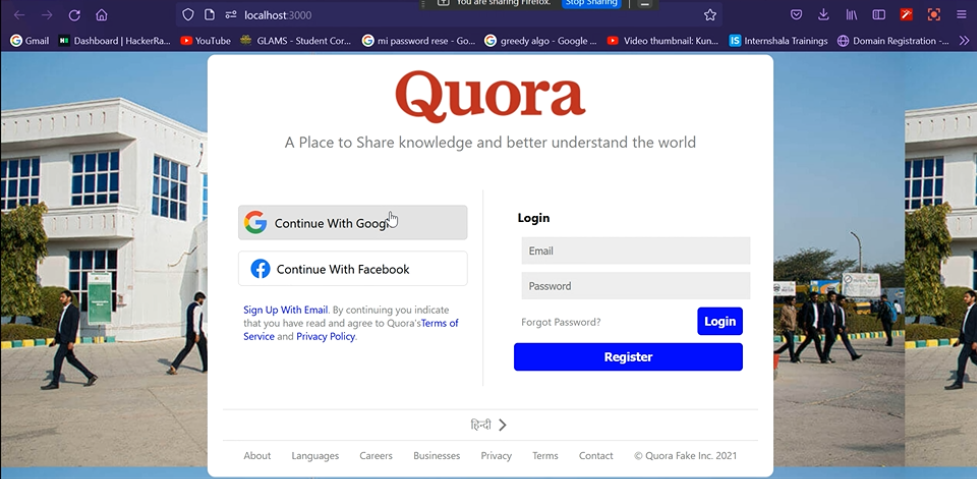 You are sharing Firefox. Stop Sharing
localhost:3000
Gmail Dashboard | HackerRa... YouTube GLAMS - Student Cor... mi password rese - Go... greedy algo - Google ... Video thumbnail: Kun... Internshala Trainings Domain Registration -...
Quora
A Place to Share knowledge and better understand the world
Continue With Google
Continue With Facebook
Sign Up With Email. By continuing you indicate
that you have read and agree to Quora'sTerms of
Service and Privacy Policy.
Login
Email
Password
Forgot Password? Login
Register
हिन्दी
About Languages Careers Businesses Privacy Terms Contact © Quora Fake Inc. 2021